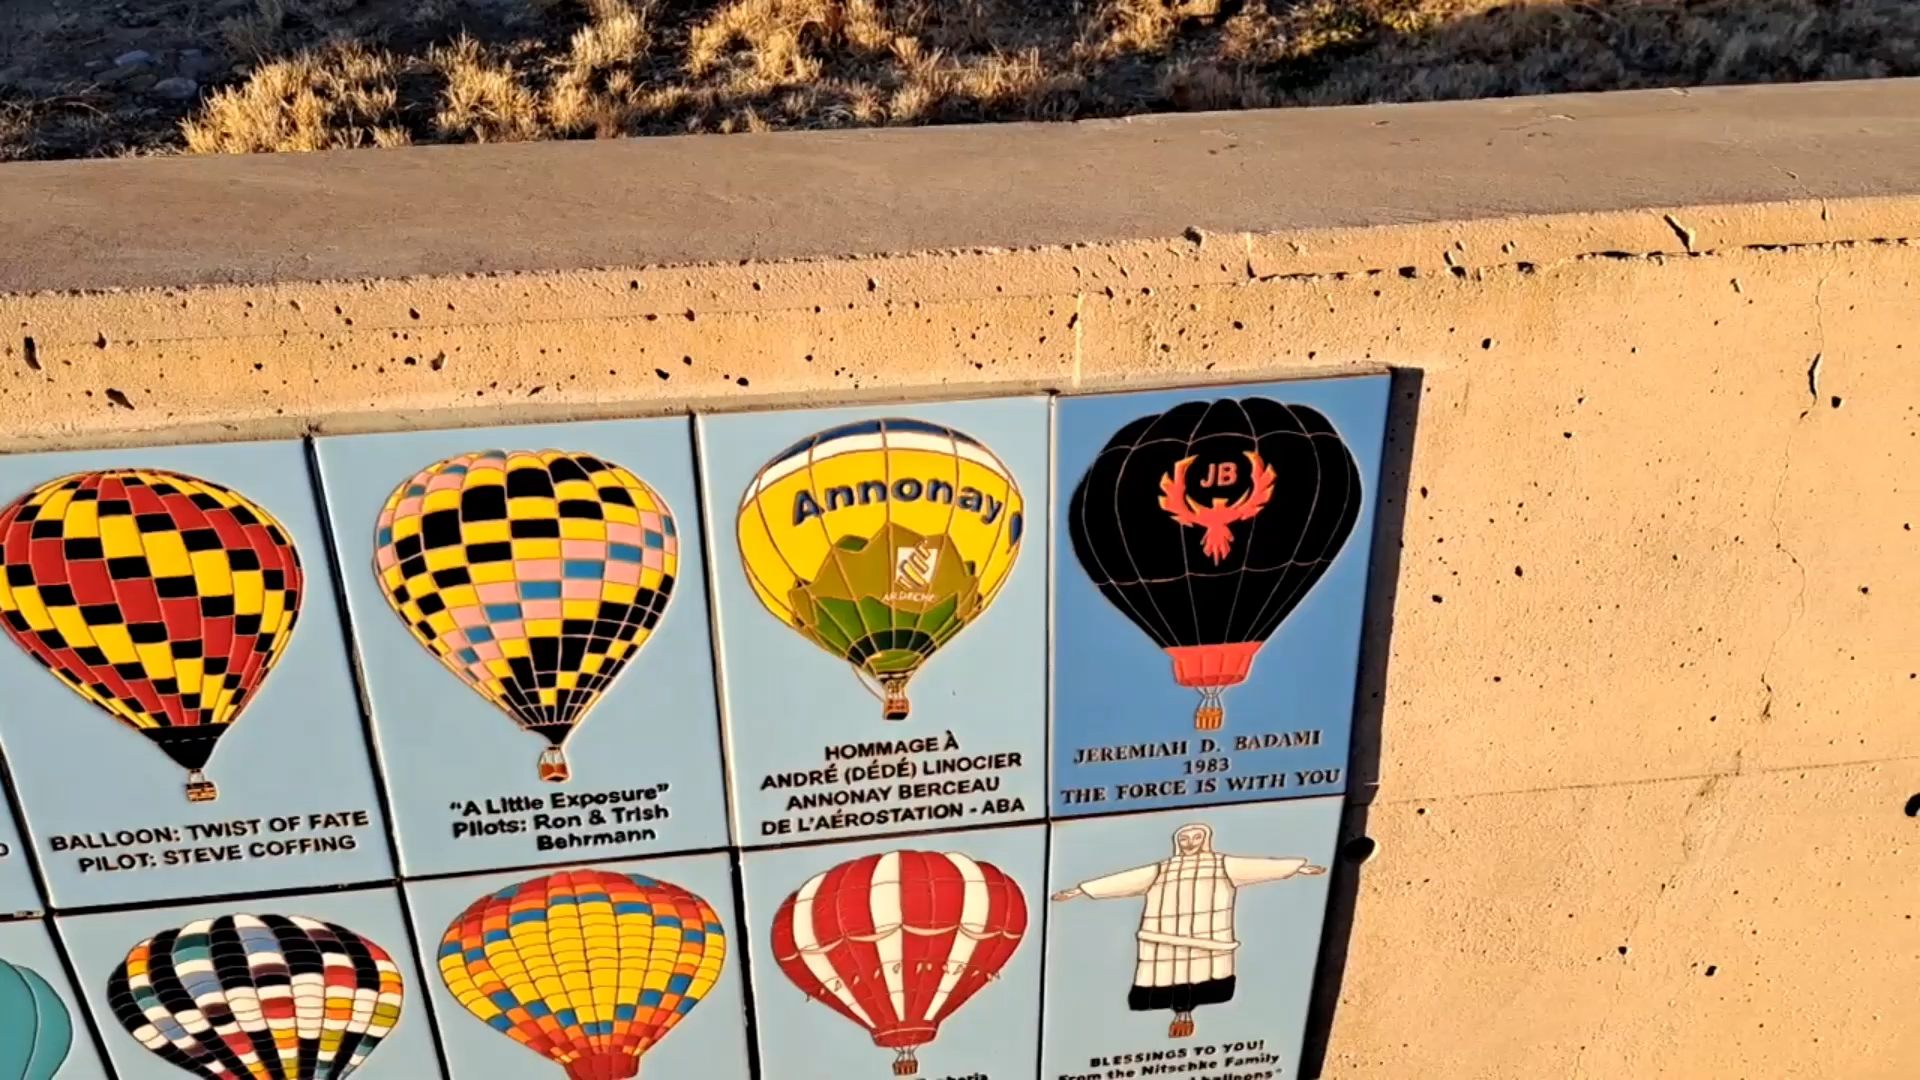 BALLOON: TWIST OF FATE
PILOT: STEVE COFFING
"A Little Exposure"
Pilots: Ron & Trish
Behrmann
Annonay
ARDECHE
HOMMAGE À
ANDRÉ (DÉDÉ) LINOCIER
ANNONAY BERCEAU
DE L'AÉROSTATION - ABA
JB
JEREMIAH D. BADAMI
1983
THE FORCE IS WITH YOU
BLESSINGS TO YOU!
From the Nitschke Family
balloons"